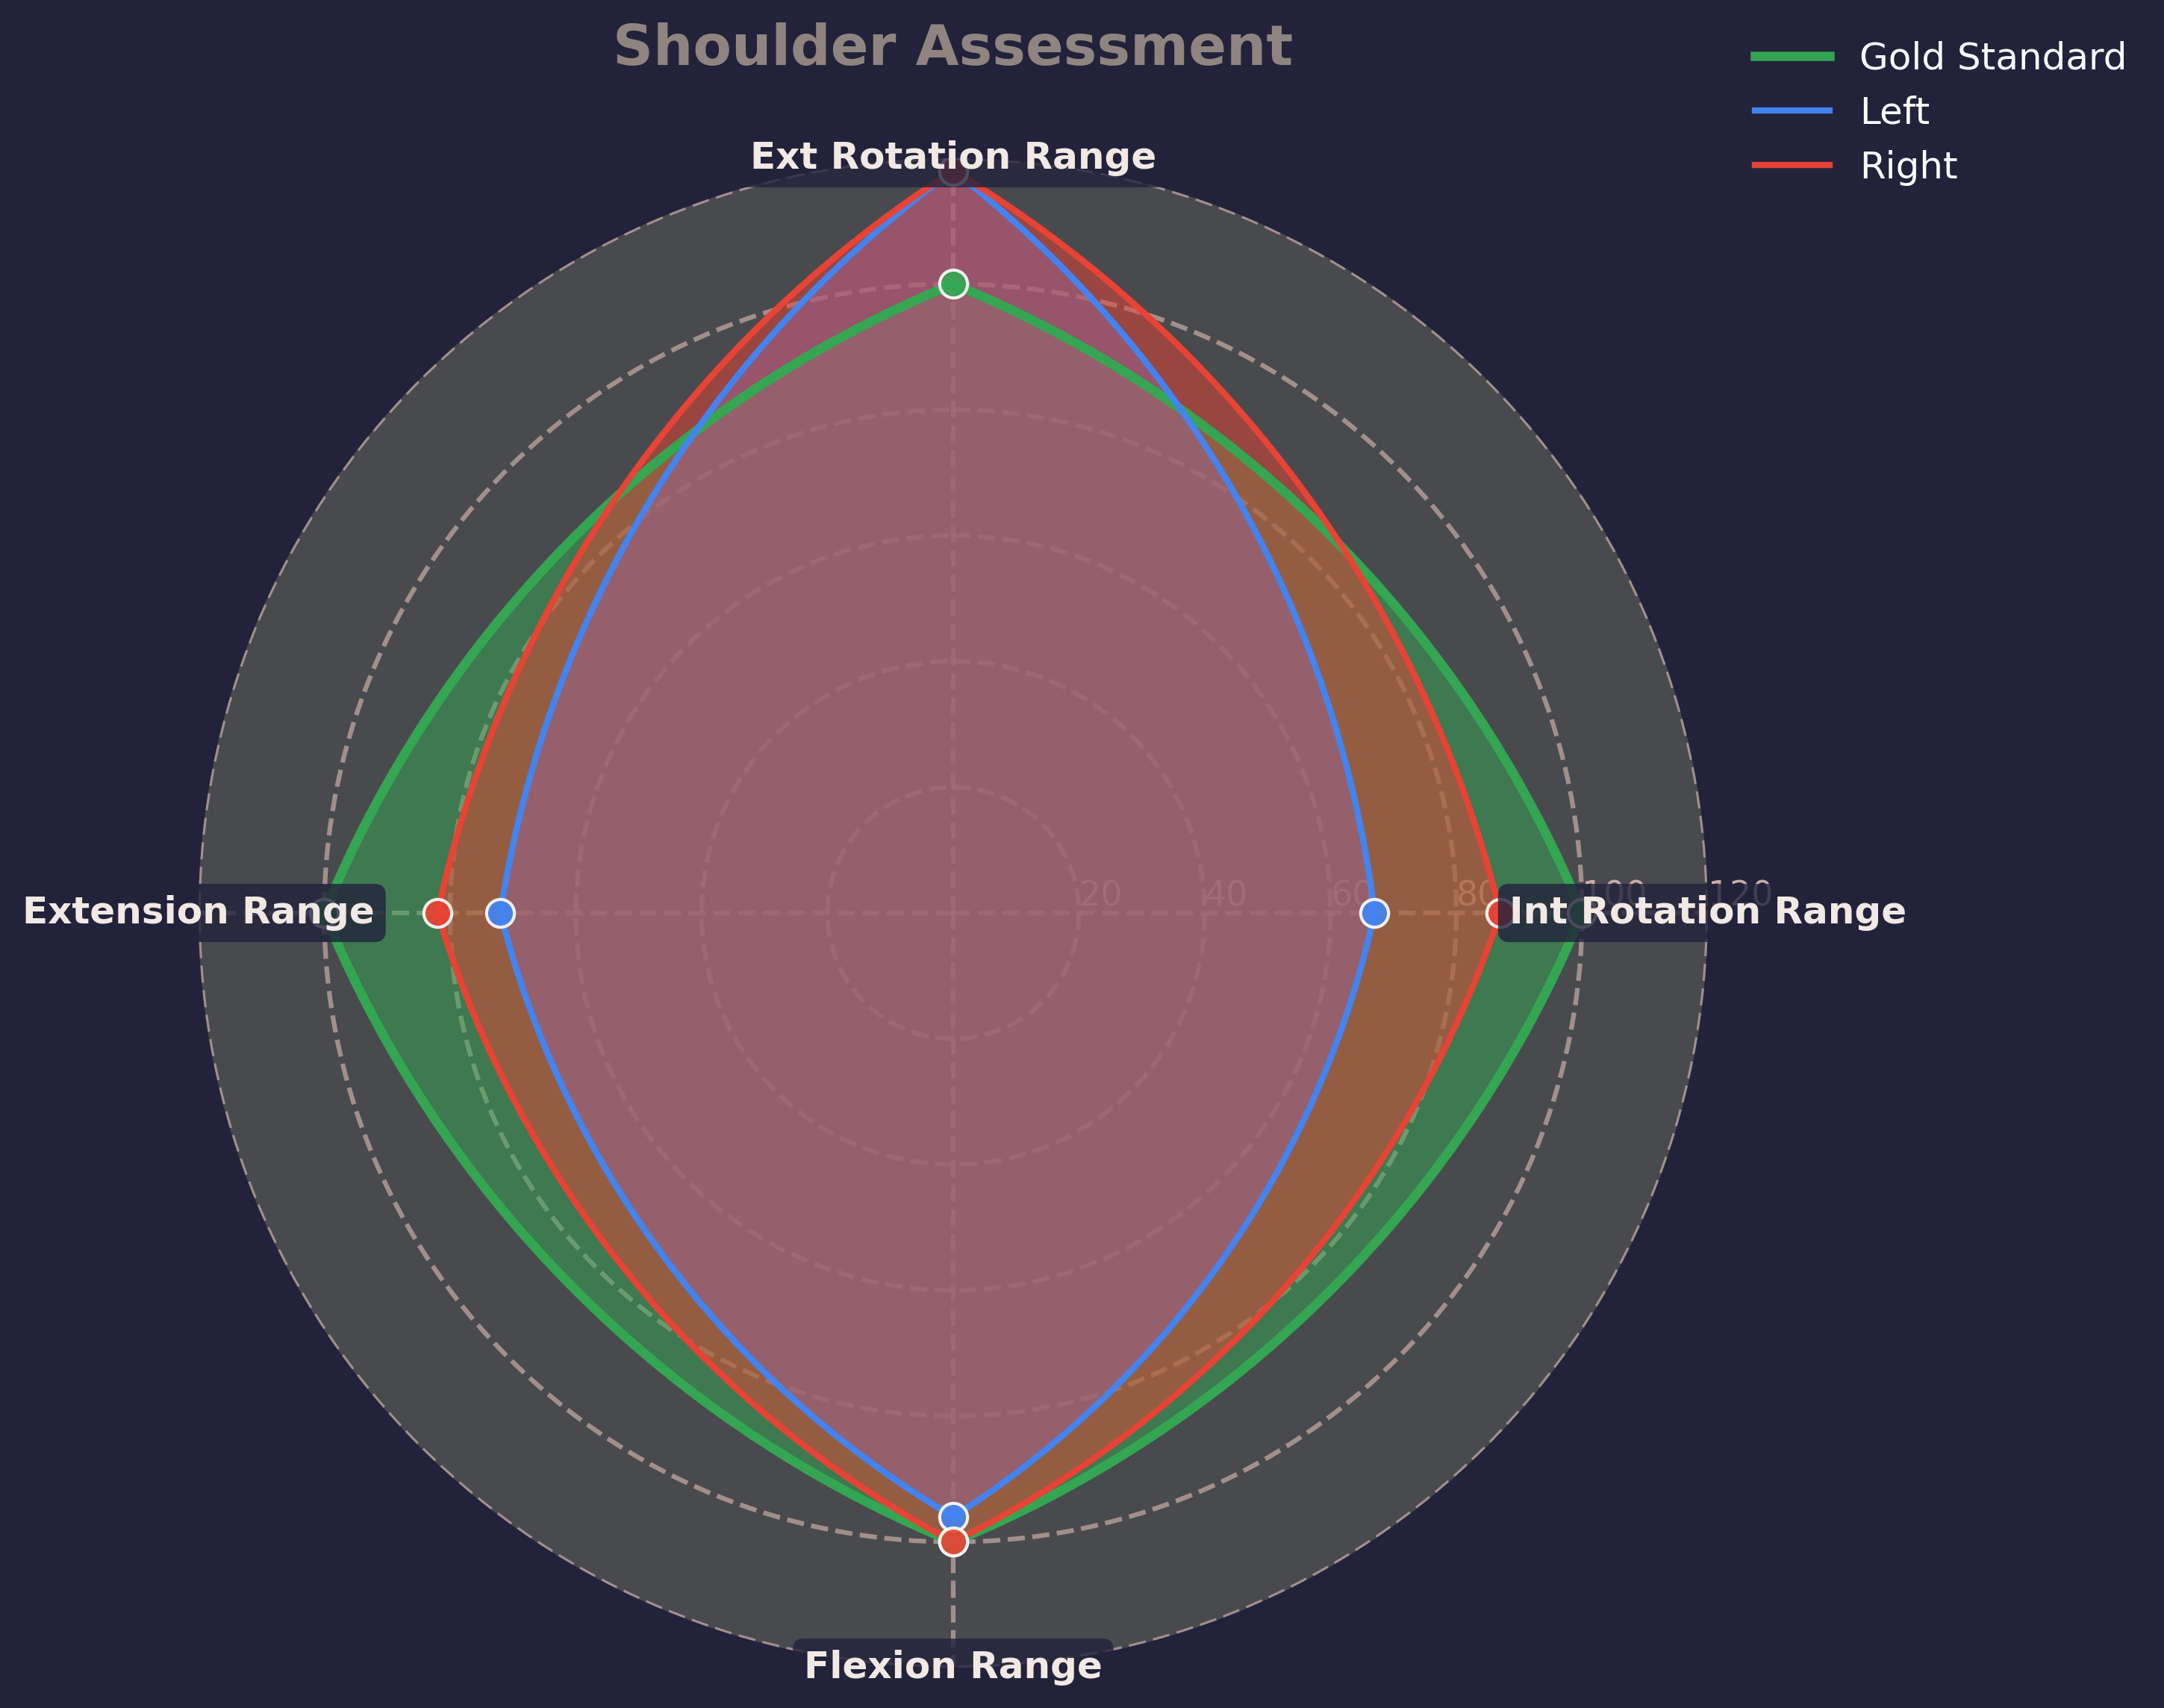 Shoulder Assessment
Gold Standard
Left
Right
Ext Rotation Range
20
40
60
80
100
120
Extension Range
Int Rotation Range
Flexion Range